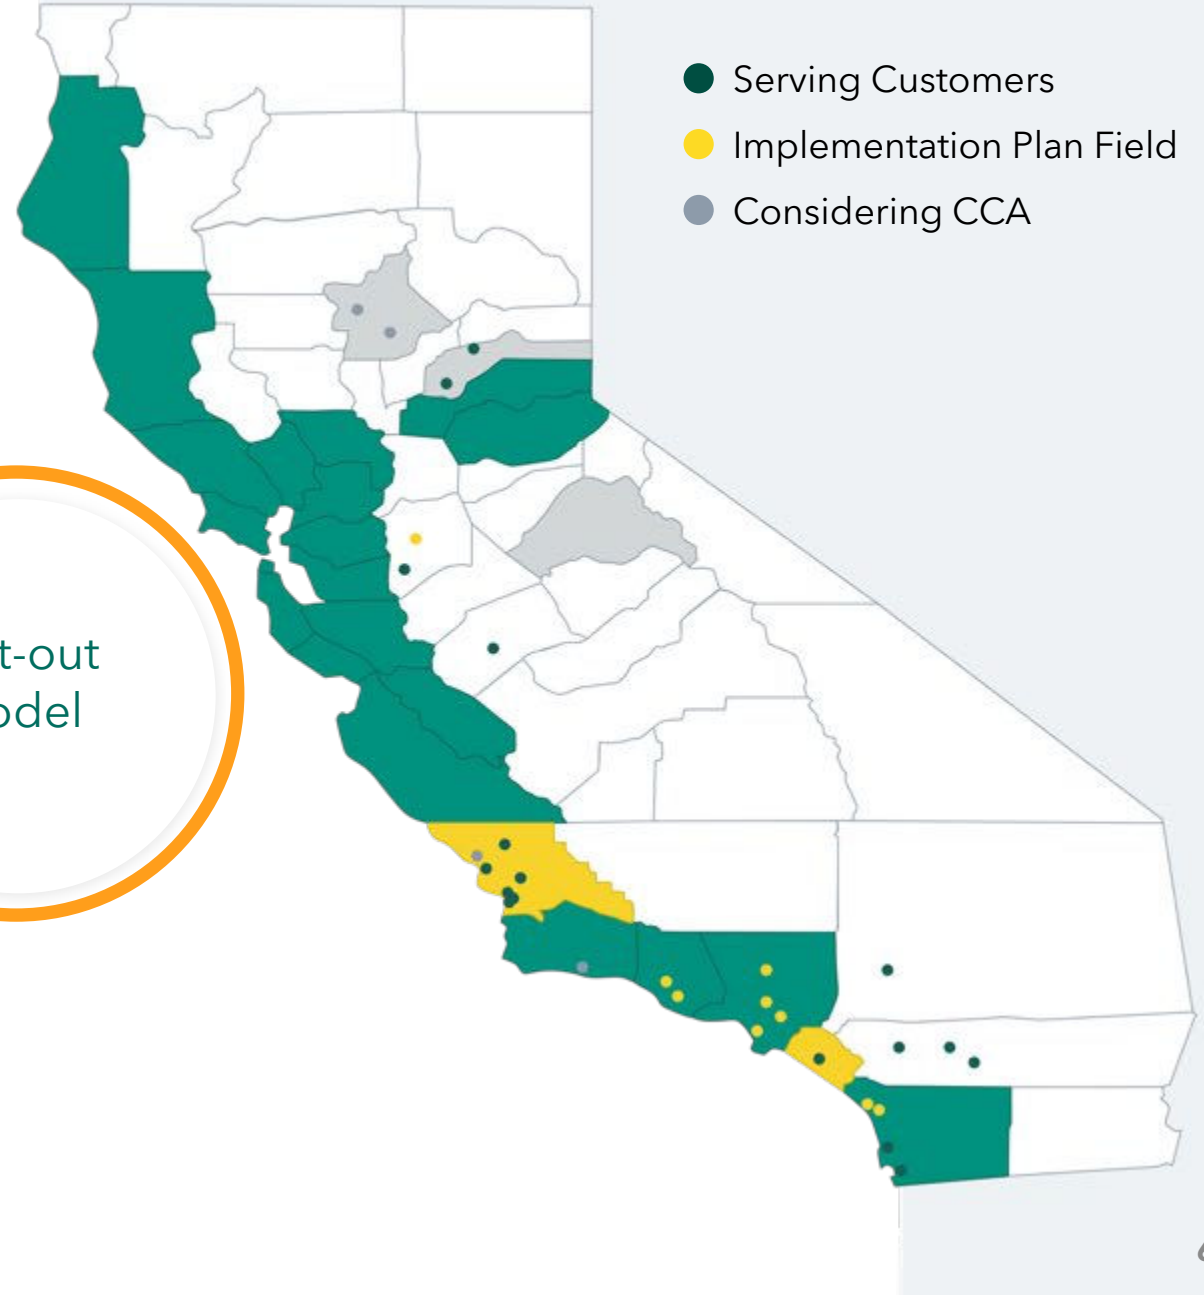 Serving Customers
Implementation Plan Field
Considering CCA
t-out
odel